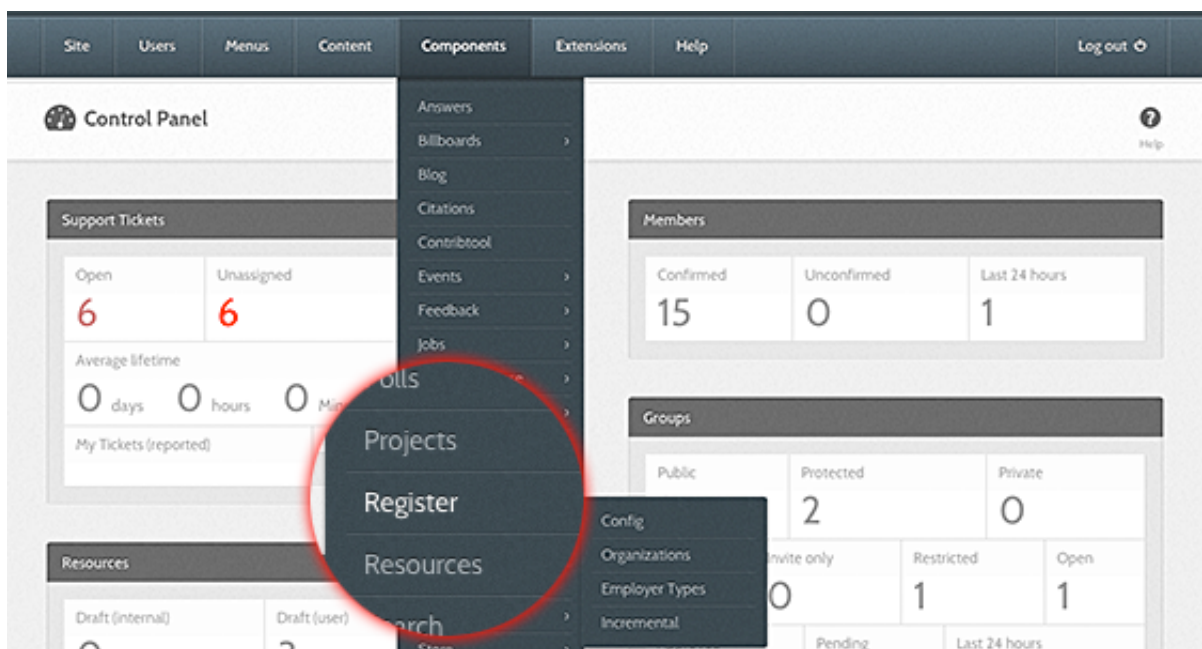 Site Users Menus Content Components Extensions Help Log out
Control Panel
Help
Answers
Billboards
Blog
Citations
Contribtool
Events
Feedback
Jobs
Support Tickets
Open Unassigned
6 6
Average lifetime
0 days 0 hours 0
My Tickets (reported)
Resources
Draft (internal) Draft (user)
Projects
Register
Resources
Config
Organizations
Employer Types
Incremental
Members
Confirmed Unconfirmed Last 24 hours
15 0 1
Groups
Public Protected Private
2 0
Invite only Restricted Open
0 1 1
Pending Last 24 hours